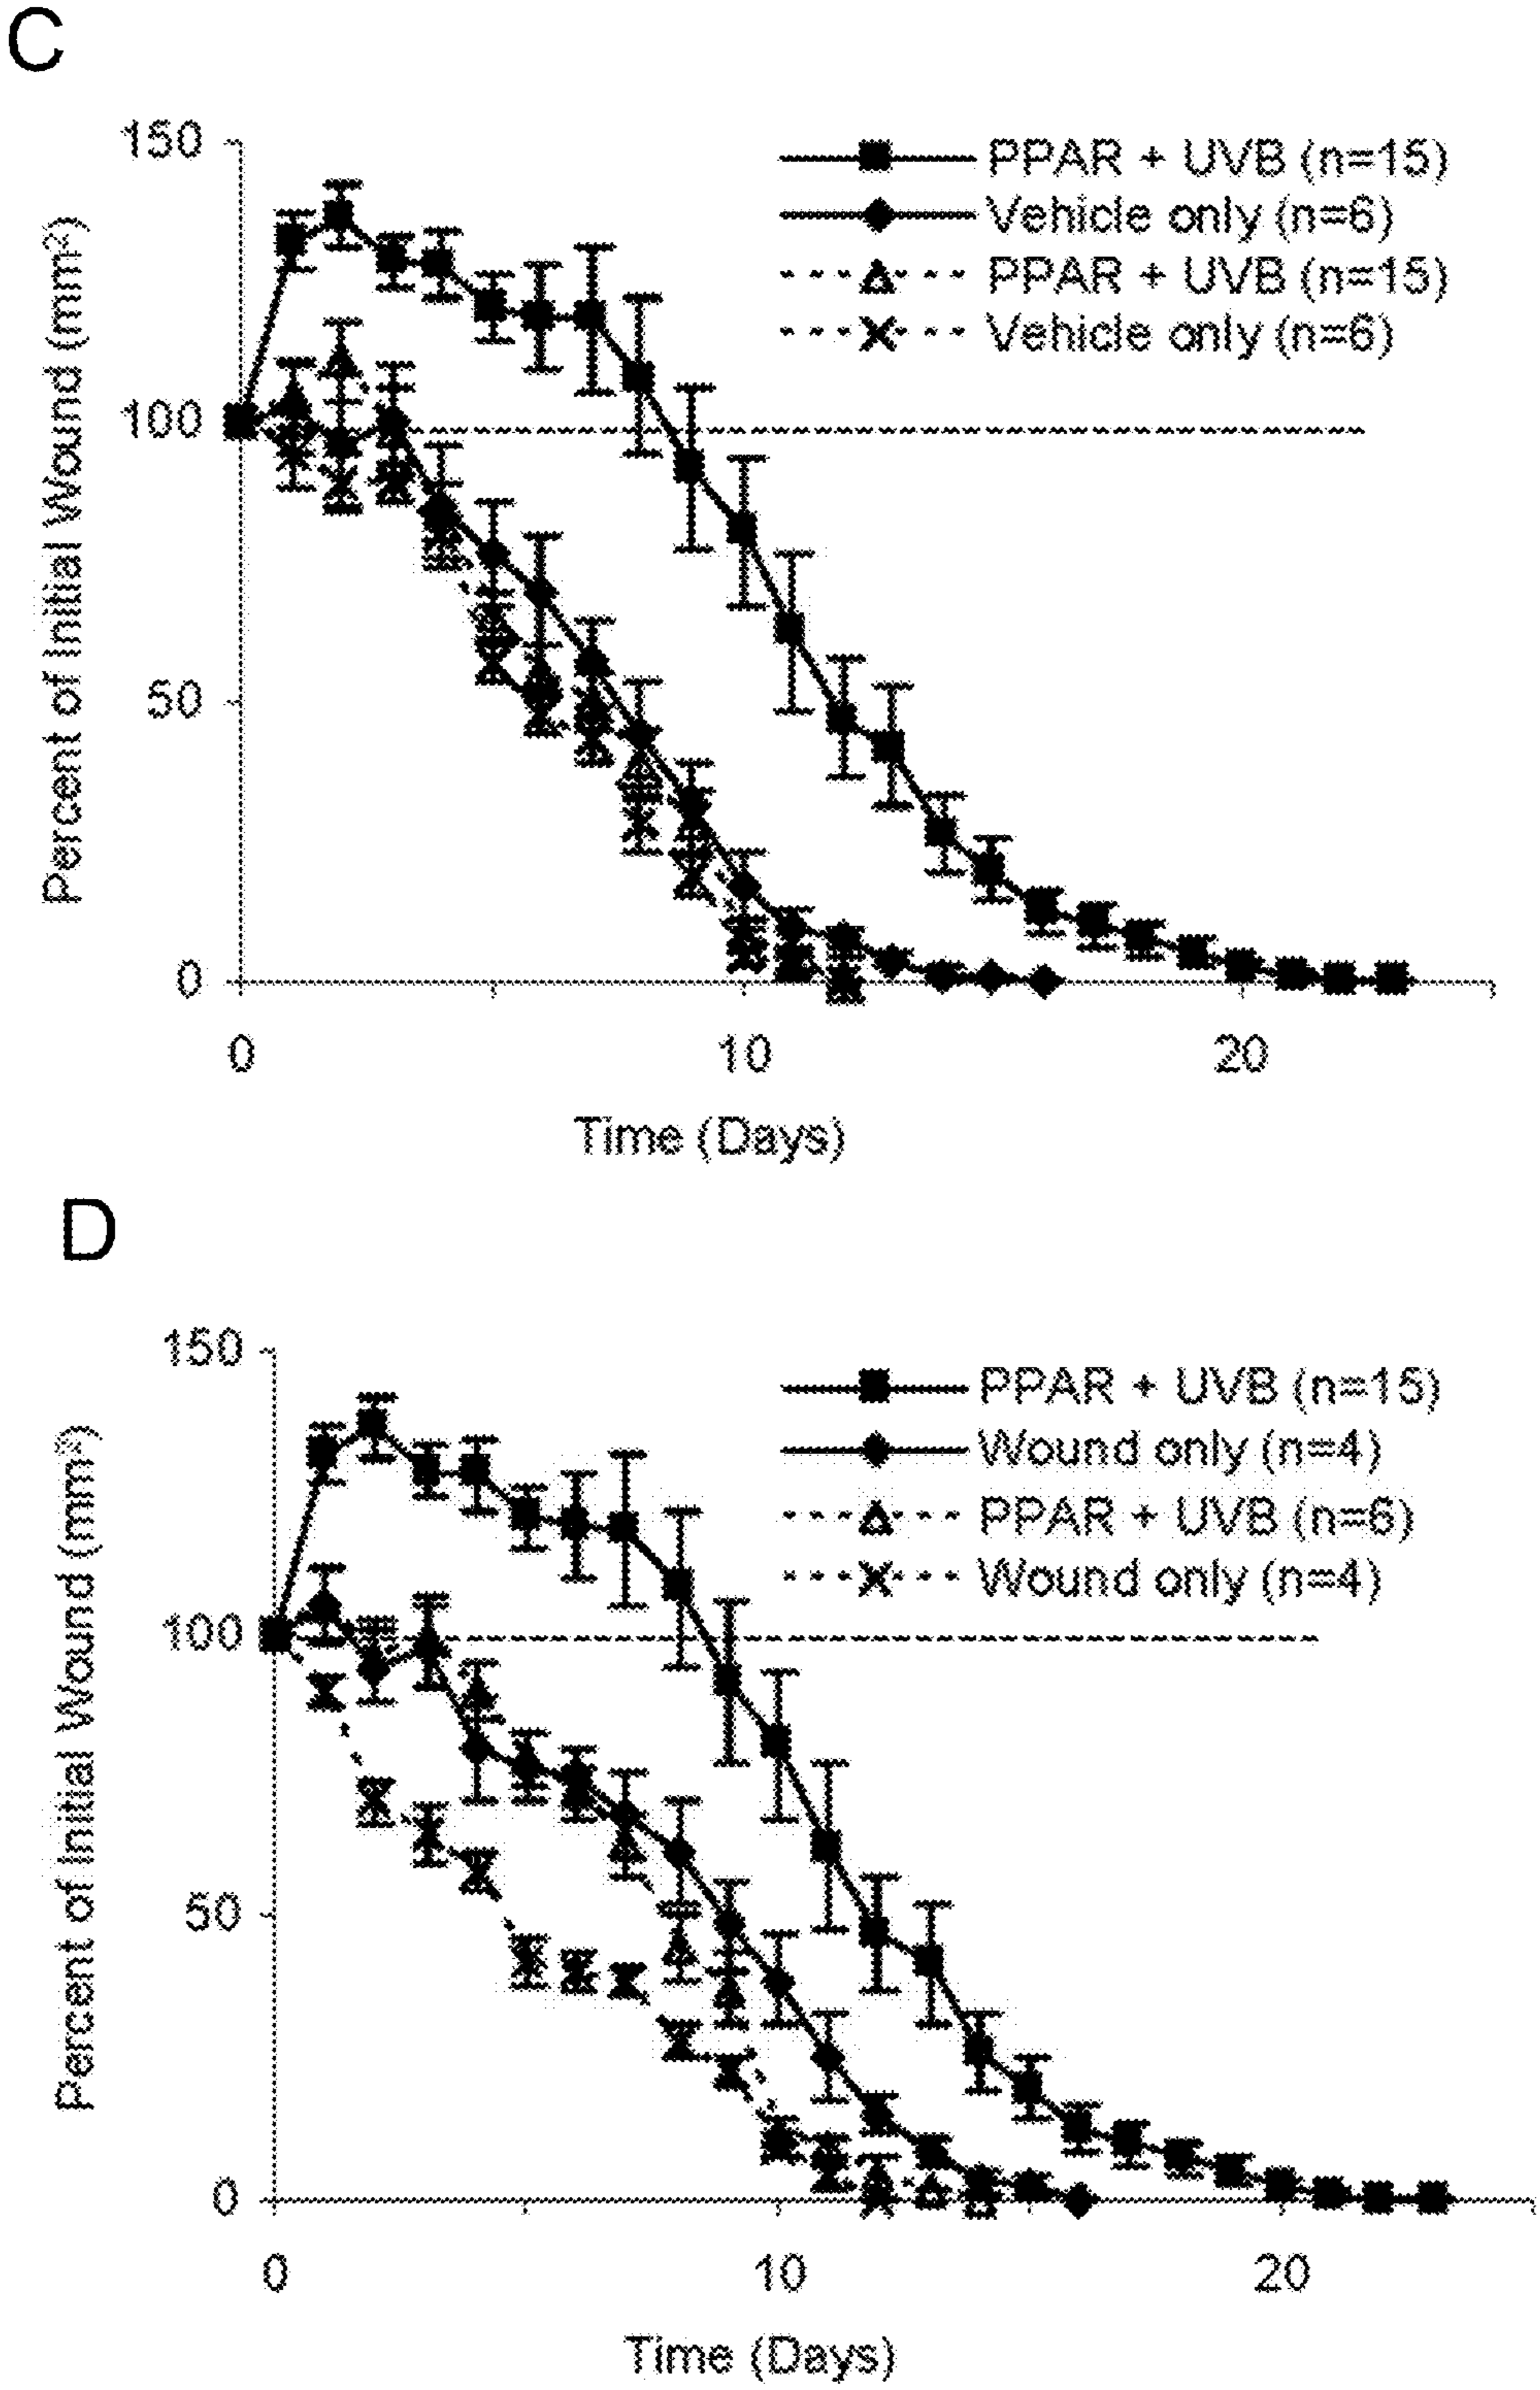 C
150
100
50
0
Percent of Initial Wound (mm²)
PPAR + UVB (n=15)
Vehicle only (n=6)
PPAR + UVB (n=15)
Vehicle only (n=6)
0 10 20
Time (Days)
D
150
100
50
0
Percent of Initial Wound (mm²)
PPAR + UVB (n=15)
Wound only (n=4)
PPAR + UVB (n=6)
Wound only (n=4)
0 10 20
Time (Days)